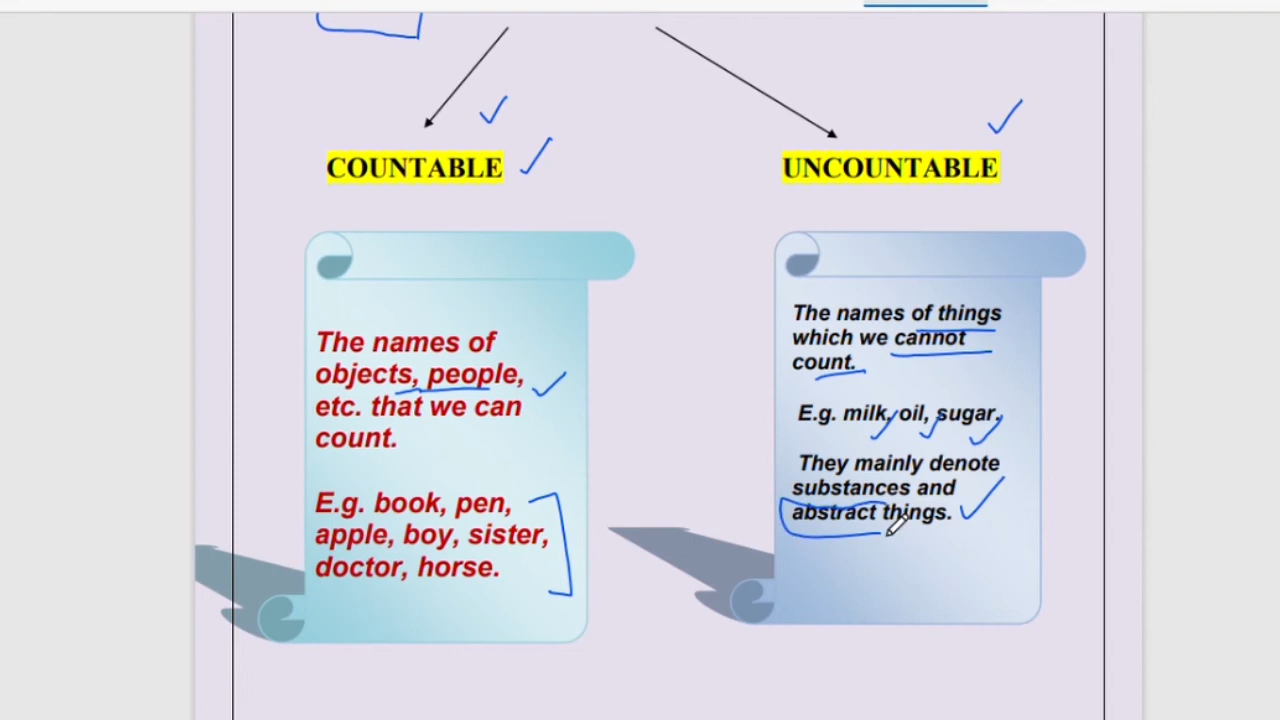 COUNTABLE
UNCOUNTABLE
The names of
objects, people,
etc. that we can
count.
E.g. book, pen,
apple, boy, sister,
doctor, horse.
The names of things
which we cannot
count.
E.g. milk, oil, sugar.
They mainly denote
substances and
abstract things.